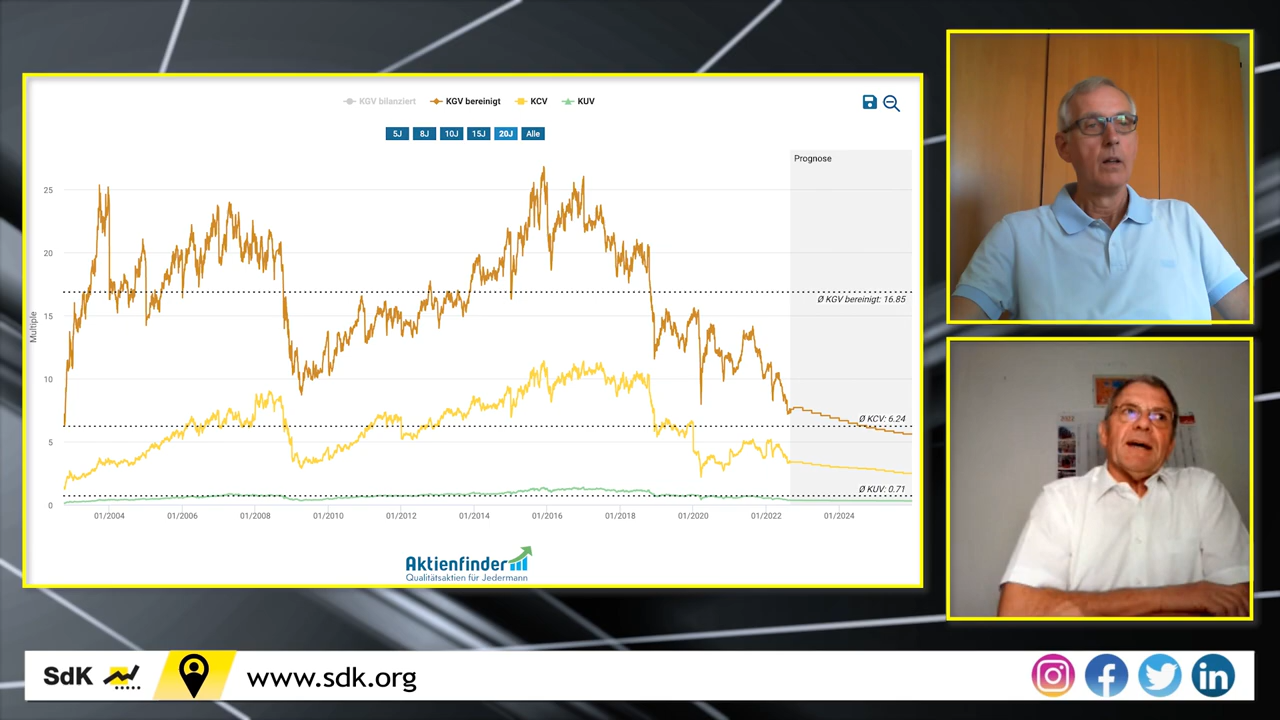 KGV bilanziert
KGV bereinigt
KCV
KUV
5J
8J
10J
15J
20J
Alle
Prognose
Multiple
25
20
15
10
5
0
Ø KGV bereinigt: 16.85
Ø KCV: 6.24
Ø KUV: 0.71
01/2004
01/2006
01/2008
01/2010
01/2012
01/2014
01/2016
01/2018
01/2020
01/2022
01/2024
Aktienfinder
Qualitätsaktien für Jedermann
SdK
www.sdk.org